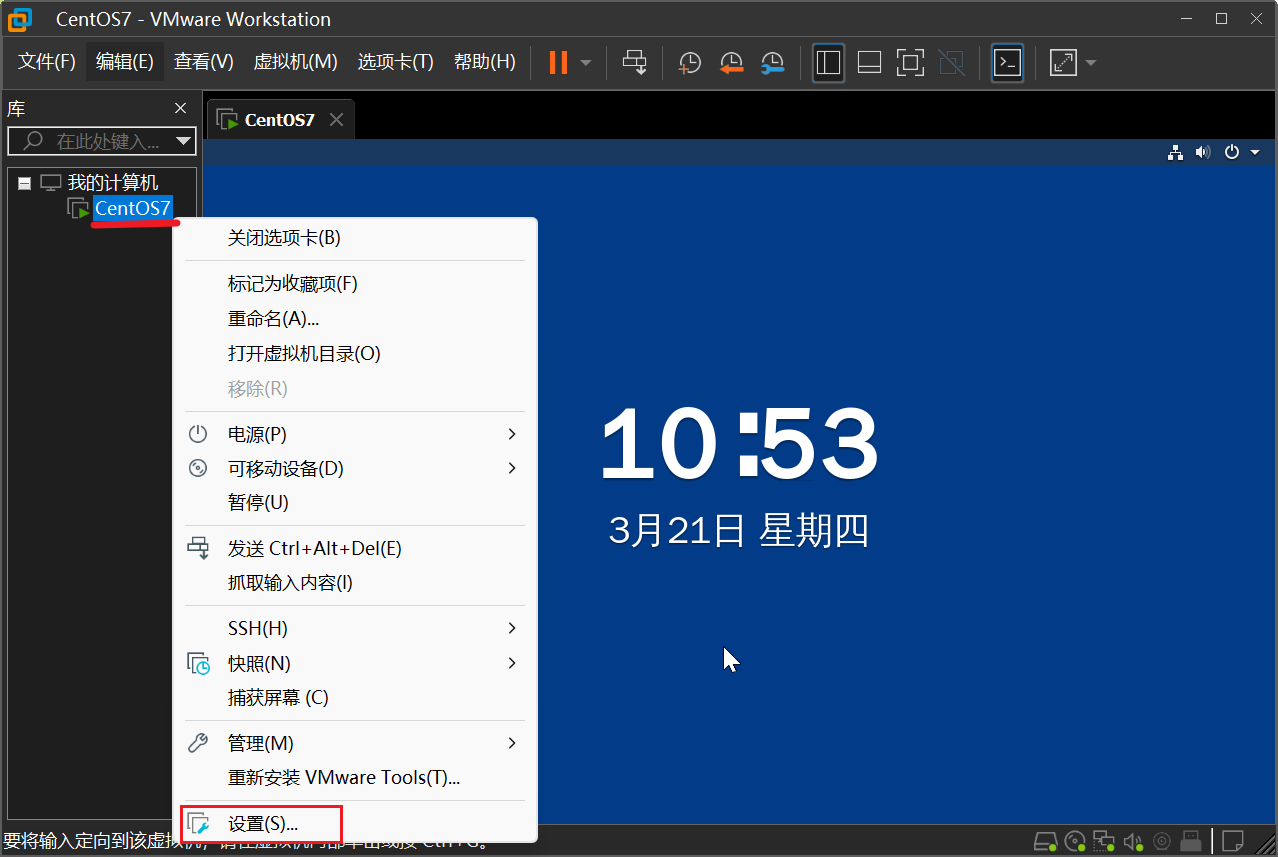 CentOS7 - VMware Workstation
文件(F) 编辑(E) 查看(V) 虚拟机(M) 选项卡(T) 帮助(H)
库
在此处键入...
我的计算机
CentOS7
CentOS7
关闭选项卡(B)
标记为收藏项(F)
重命名(A)...
打开虚拟机目录(O)
移除(R)
电源(P)
可移动设备(D)
暂停(U)
发送 Ctrl+Alt+Del(E)
抓取输入内容(I)
SSH(H)
快照(N)
捕获屏幕 (C)
管理(M)
重新安装 VMware Tools(T)...
设置(S)...
10:53
3月21日 星期四
要将输入定向到该虚